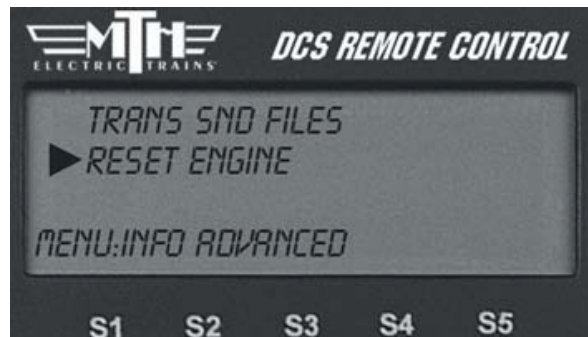 MTH DCS REMOTE CONTROL
ELECTRIC TRAINS
TRANS SND FILES
RESET ENGINE
MENU:INFO ADVANCED
S1 S2 S3 S4 S5